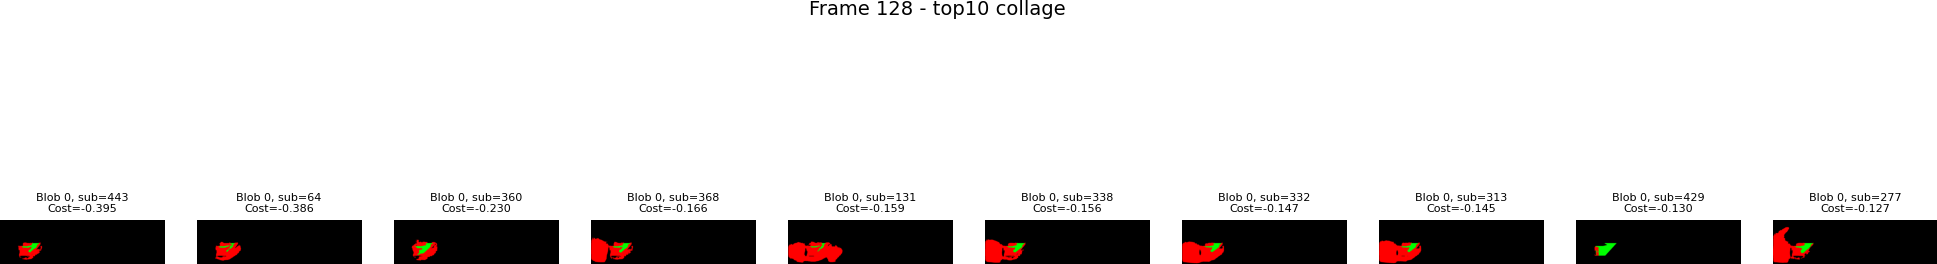 Frame 128 - top10 collage
Blob 0, sub=443
Cost=-0.395
Blob 0, sub=64
Cost=-0.386
Blob 0, sub=360
Cost=-0.230
Blob 0, sub=368
Cost=-0.166
Blob 0, sub=131
Cost=-0.159
Blob 0, sub=338
Cost=-0.156
Blob 0, sub=332
Cost=-0.147
Blob 0, sub=313
Cost=-0.145
Blob 0, sub=429
Cost=-0.130
Blob 0, sub=277
Cost=-0.127